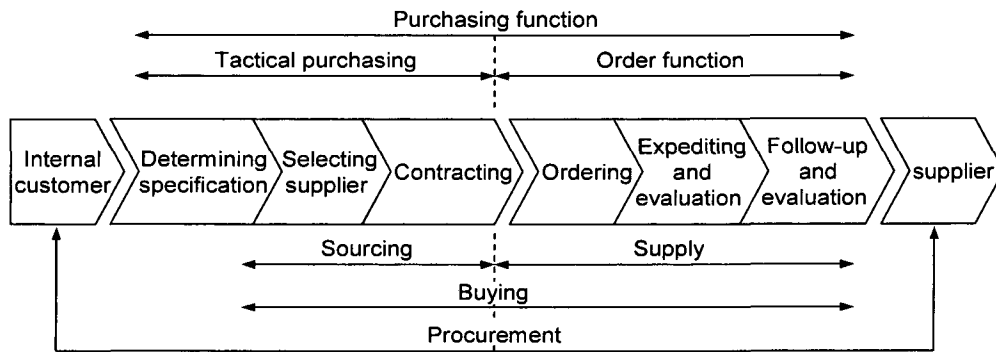 Purchasing function
Tactical purchasing
Order function
Internal
customer
Determining
specification
Selecting
supplier
Contracting
Ordering
Expediting
and
evaluation
Follow-up
and
evaluation
supplier
Sourcing
Supply
Buying
Procurement